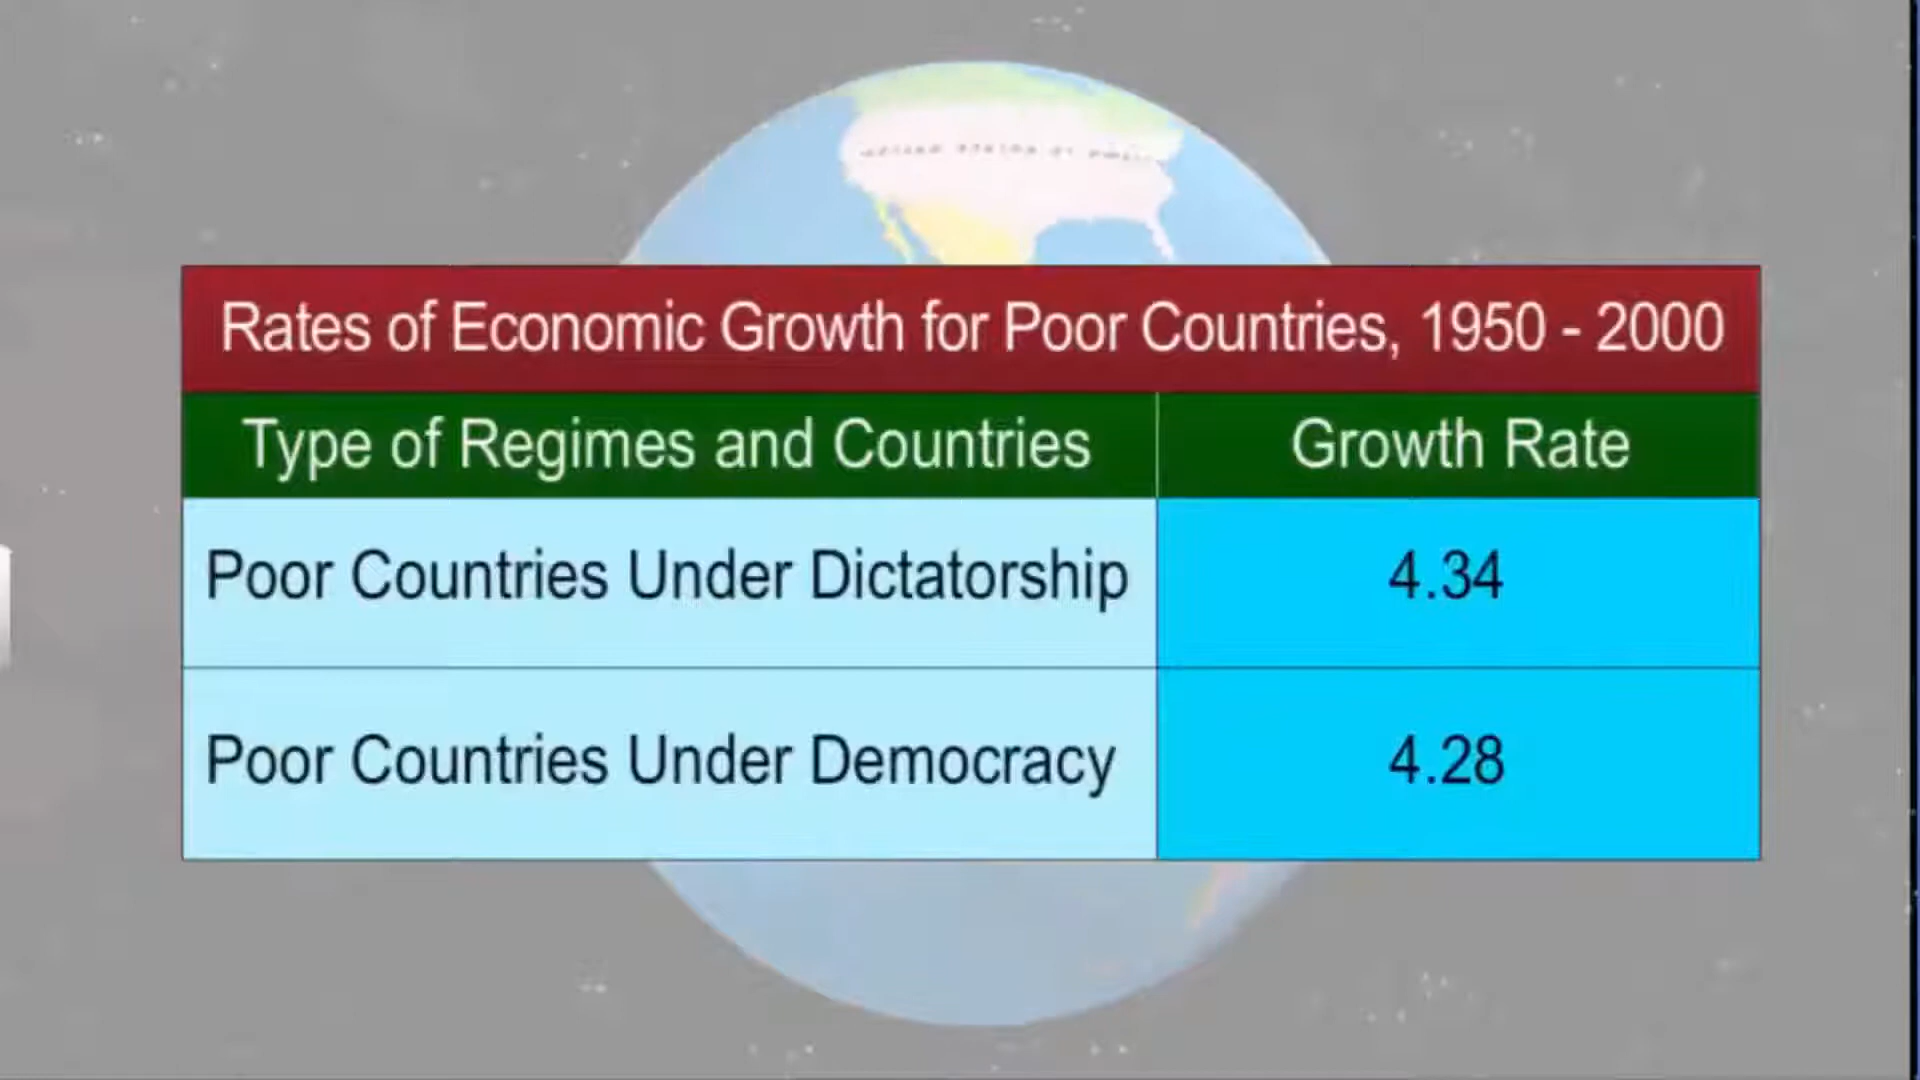 Rates of Economic Growth for Poor Countries, 1950 - 2000
Type of Regimes and Countries
Growth Rate
Poor Countries Under Dictatorship
4.34
Poor Countries Under Democracy
4.28